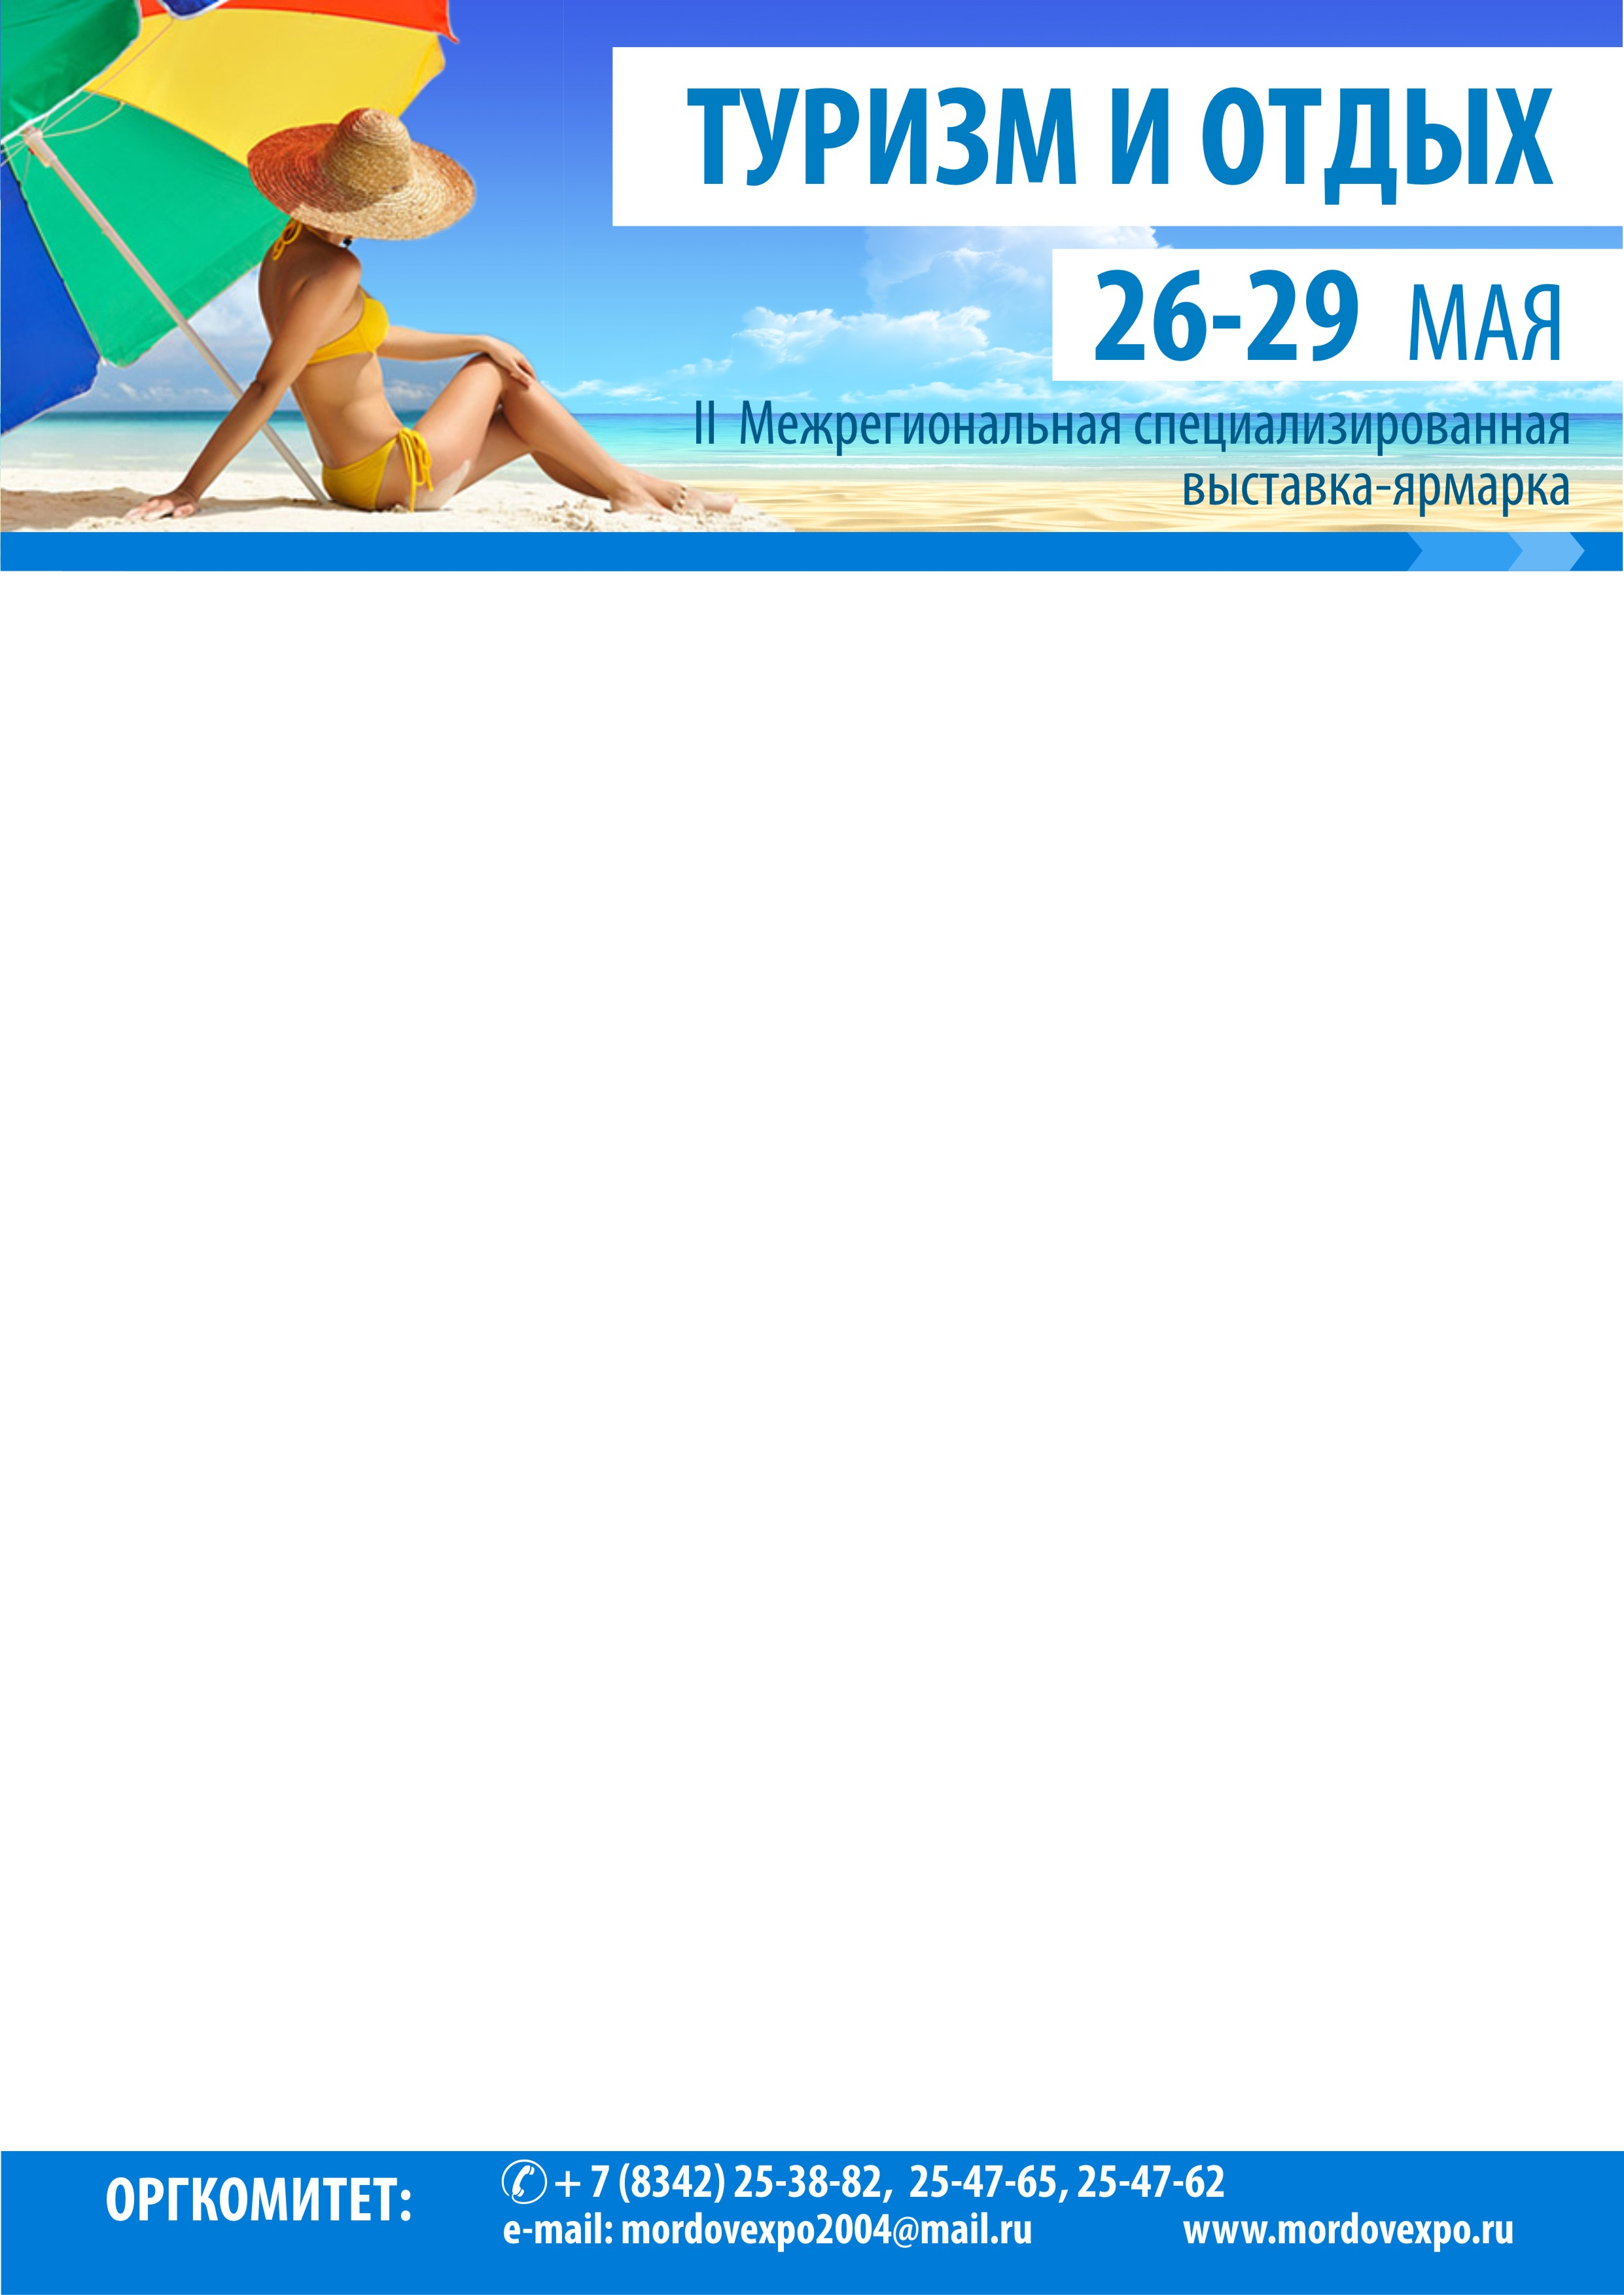 ТУРИЗМ И ОТДЫХ
26-29 МАЯ
II Межрегиональная специализированная
выставка-ярмарка
ОРГКОМИТЕТ:
✆ + 7 (8342) 25-38-82, 25-47-65, 25-47-62
e-mail: mordovexpo2004@mail.ru www.mordovexpo.ru